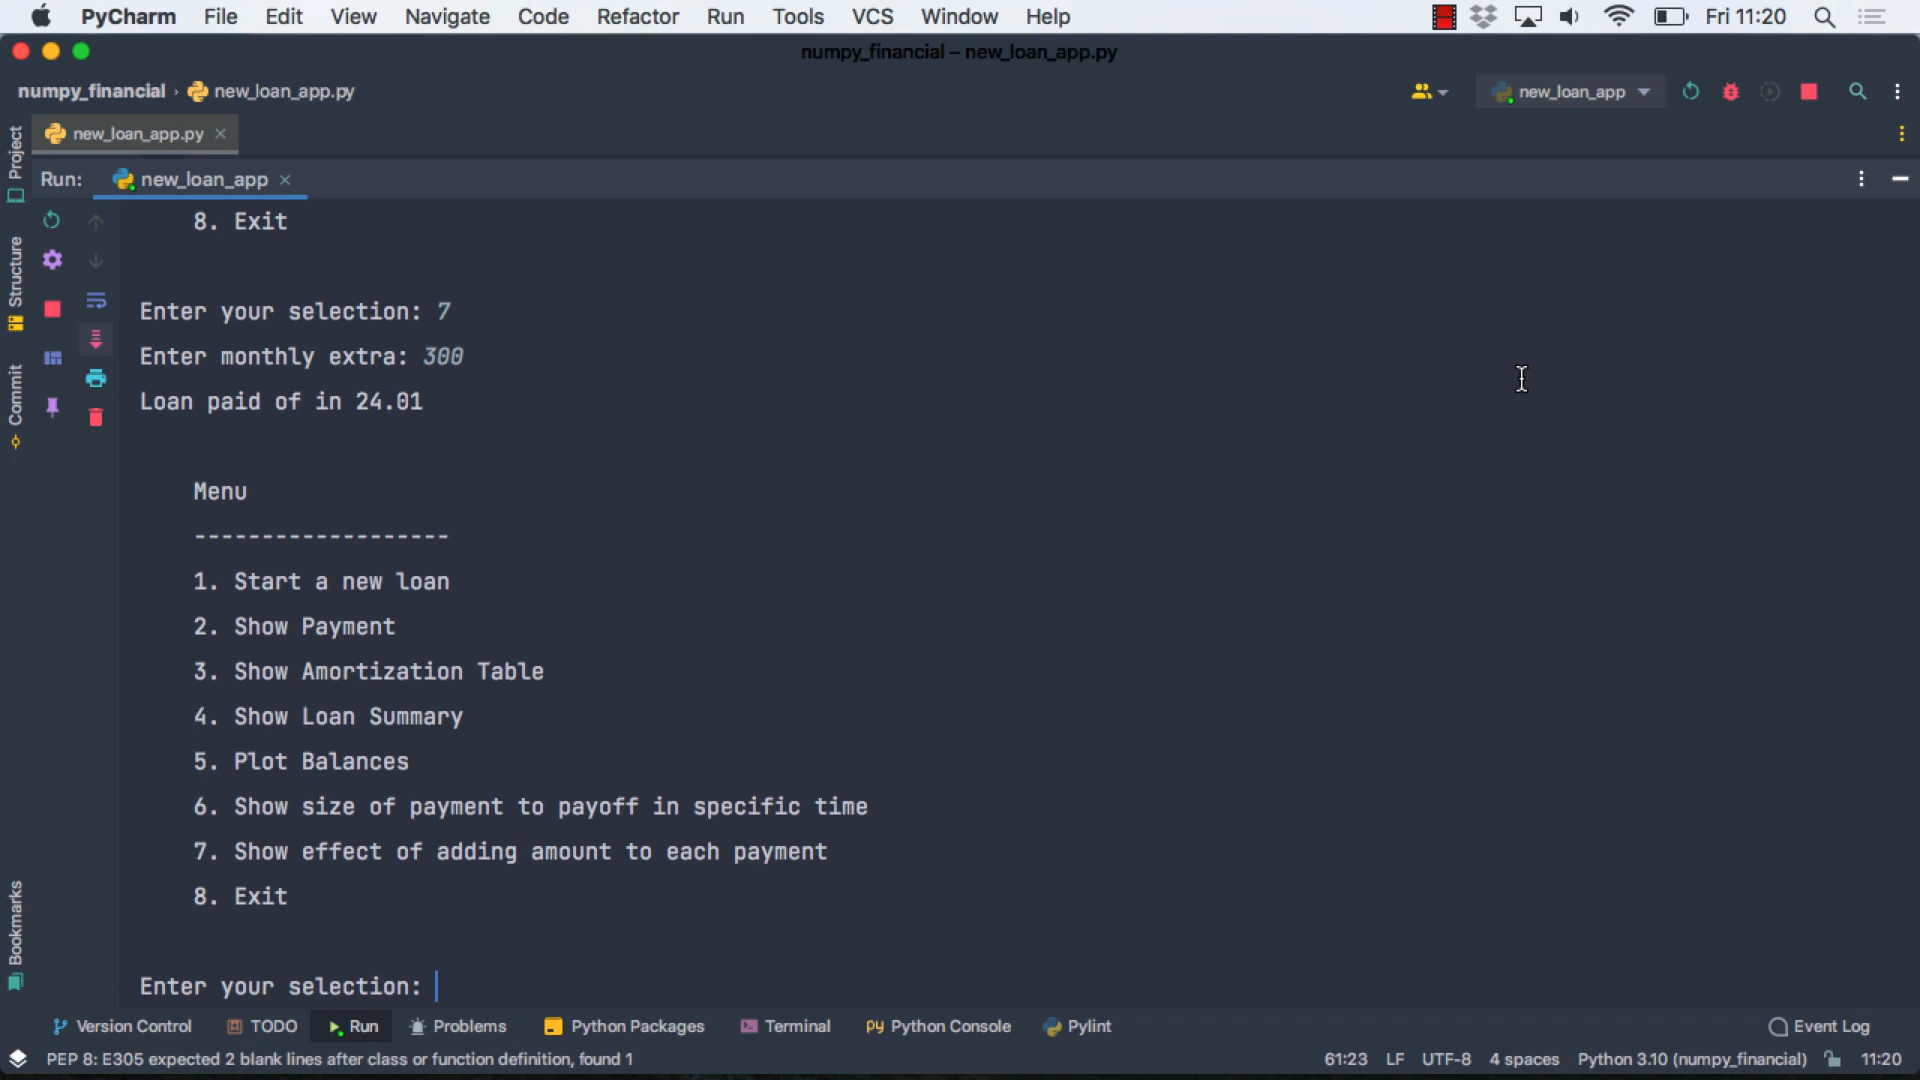 PyCharm File Edit View Navigate Code Refactor Run Tools VCS Window Help Fri 11:20
numpy_financial – new_loan_app.py
numpy_financial › new_loan_app.py new_loan_app
new_loan_app.py
Run: new_loan_app
8. Exit
Enter your selection: 7
Enter monthly extra: 300
Loan paid of in 24.01
Menu
-------------------
1. Start a new loan
2. Show Payment
3. Show Amortization Table
4. Show Loan Summary
5. Plot Balances
6. Show size of payment to payoff in specific time
7. Show effect of adding amount to each payment
8. Exit
Enter your selection:
Project
Structure
Commit
Bookmarks
Version Control TODO Run Problems Python Packages Terminal Python Console Pylint Event Log
PEP 8: E305 expected 2 blank lines after class or function definition, found 1 61:23 LF UTF-8 4 spaces Python 3.10 (numpy_financial) 11:20